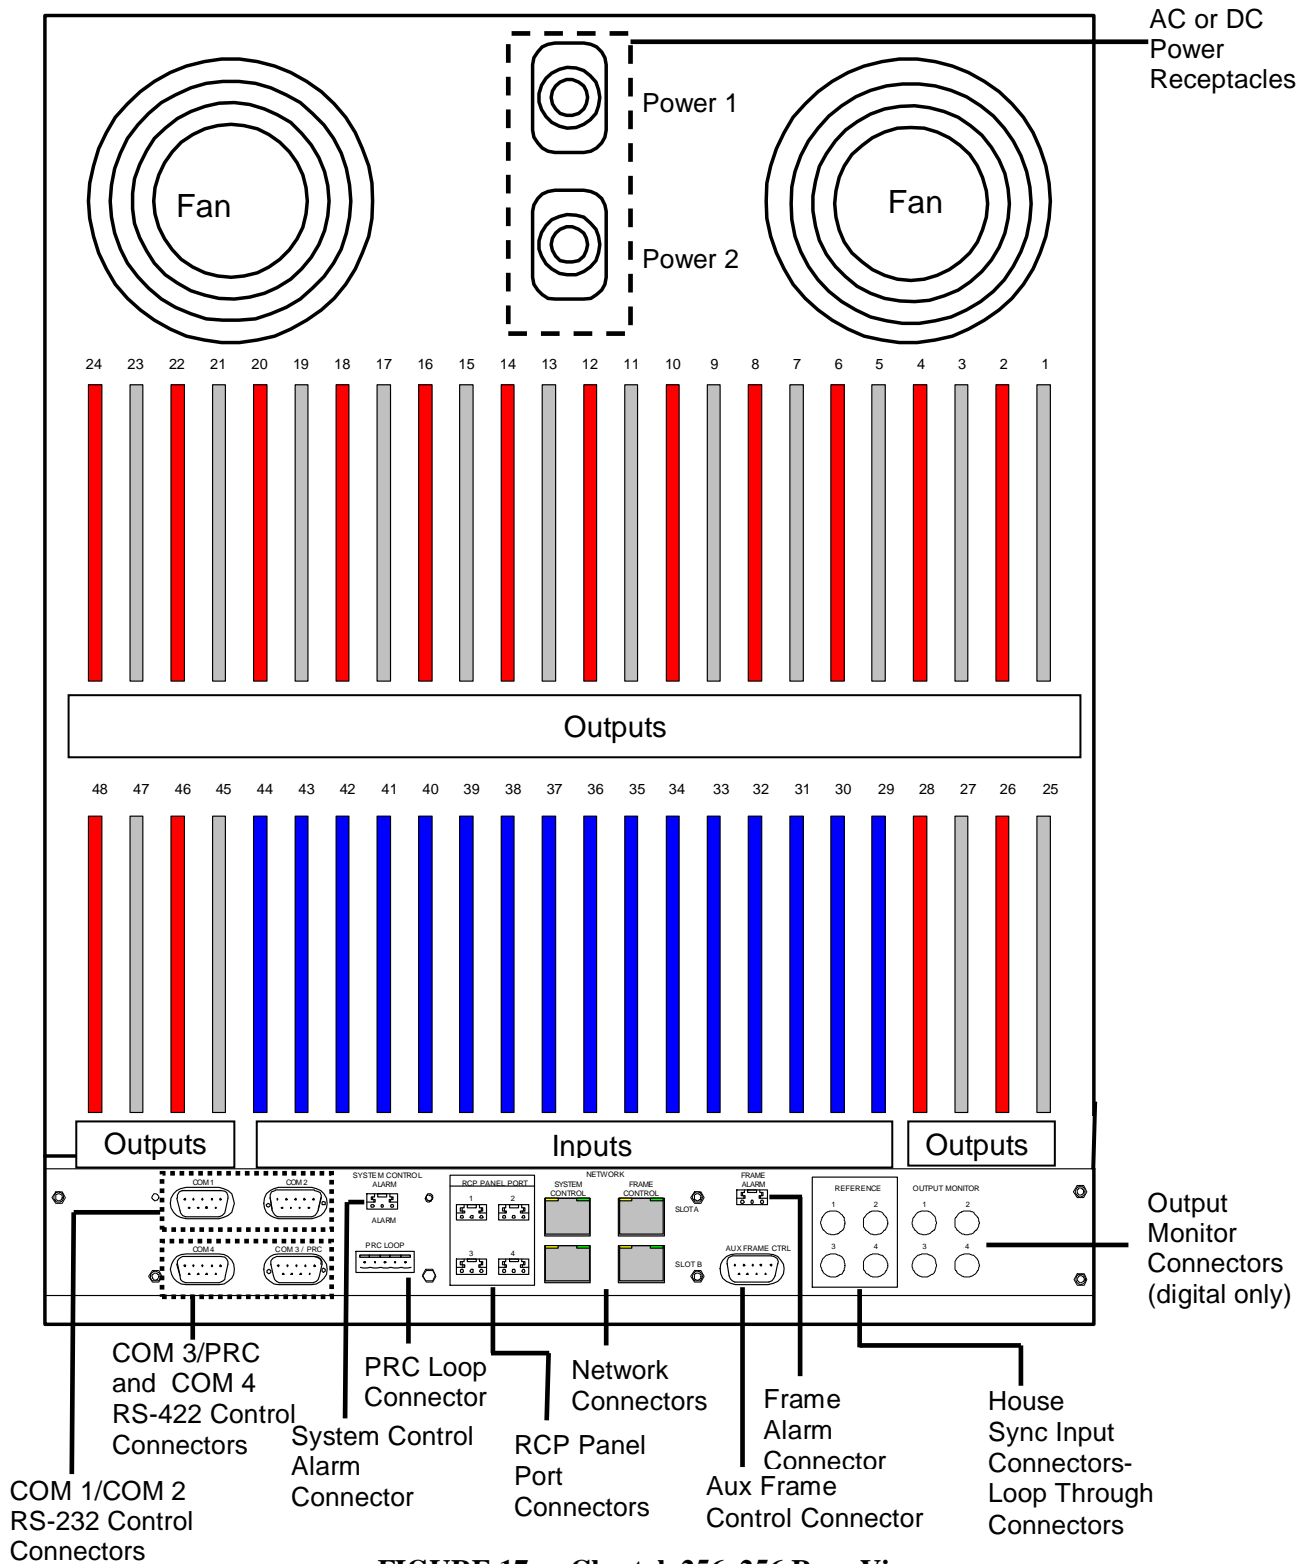 AC or DC
Power
Receptacles
Power 1
Fan
Fan
Power 2
24 23 22 21 20 19 18 17 16 15 14 13 12 11 10 9 8 7 6 5 4 3 2 1
Outputs
48 47 46 45 44 43 42 41 40 39 38 37 36 35 34 33 32 31 30 29 28 27 26 25
Outputs
Inputs
Outputs
COM 1
COM 2
SYSTEM CONTROL
ALARM
ALARM
RCP PANEL PORT
1 2
NETWORK
SYSTEM
CONTROL
FRAME
CONTROL
SLOT A
FRAME
ALARM
REFERENCE
1 2
OUTPUT MONITOR
1 2
COM 4
COM 3 / PRC
PRC LOOP
3 4
SLOT B
AUX FRAME CTRL
3 4
3 4
Output
Monitor
Connectors
(digital only)
COM 3/PRC
and COM 4
RS-422 Control
Connectors
PRC Loop
Connector
Network
Connectors
Frame
Alarm
Connector
House
Sync Input
Connectors-
Loop Through
Connectors
System Control
Alarm
Connector
RCP Panel
Port
Connectors
Aux Frame
Control Connector
COM 1/COM 2
RS-232 Control
Connectors